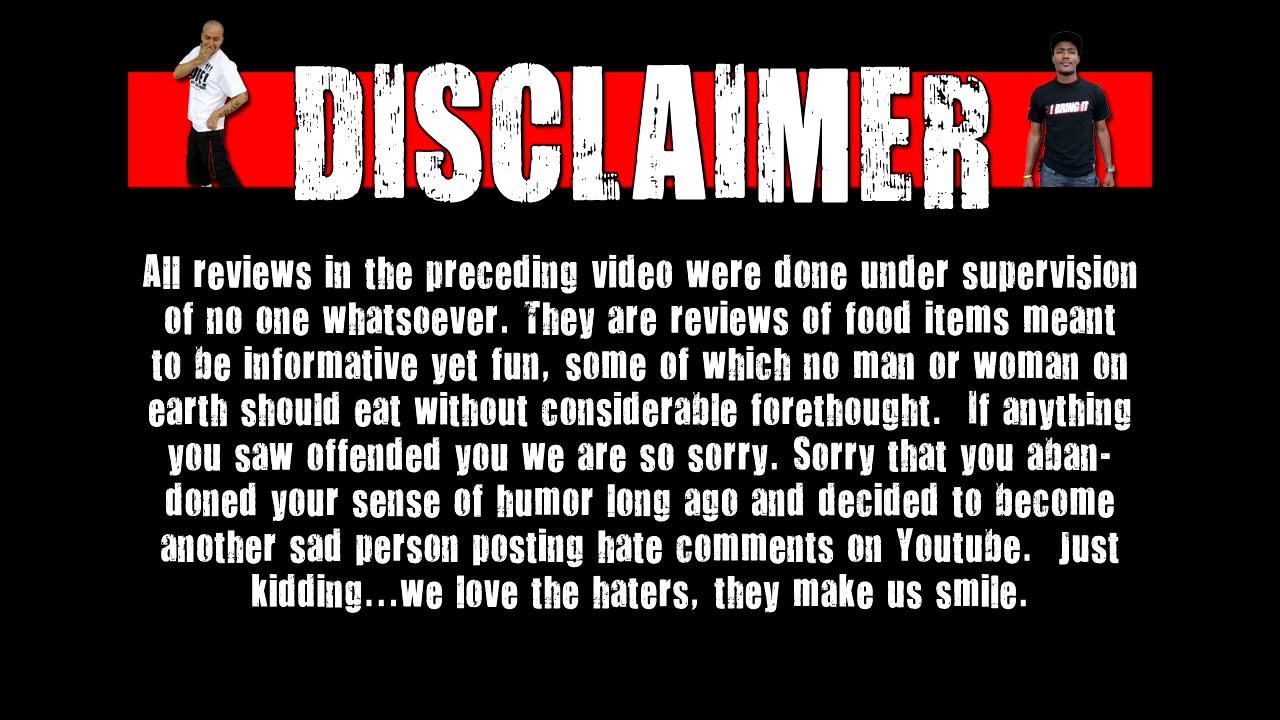 DISCLAIMER
I BRING IT
All reviews in the preceding video were done under supervision
of no one whatsoever. They are reviews of food items meant
to be informative yet fun, some of which no man or woman on
earth should eat without considerable forethought. If anything
you saw offended you we are so sorry. Sorry that you aban-
doned your sense of humor long ago and decided to become
another sad person posting hate comments on Youtube. Just
kidding...we love the haters, they make us smile.